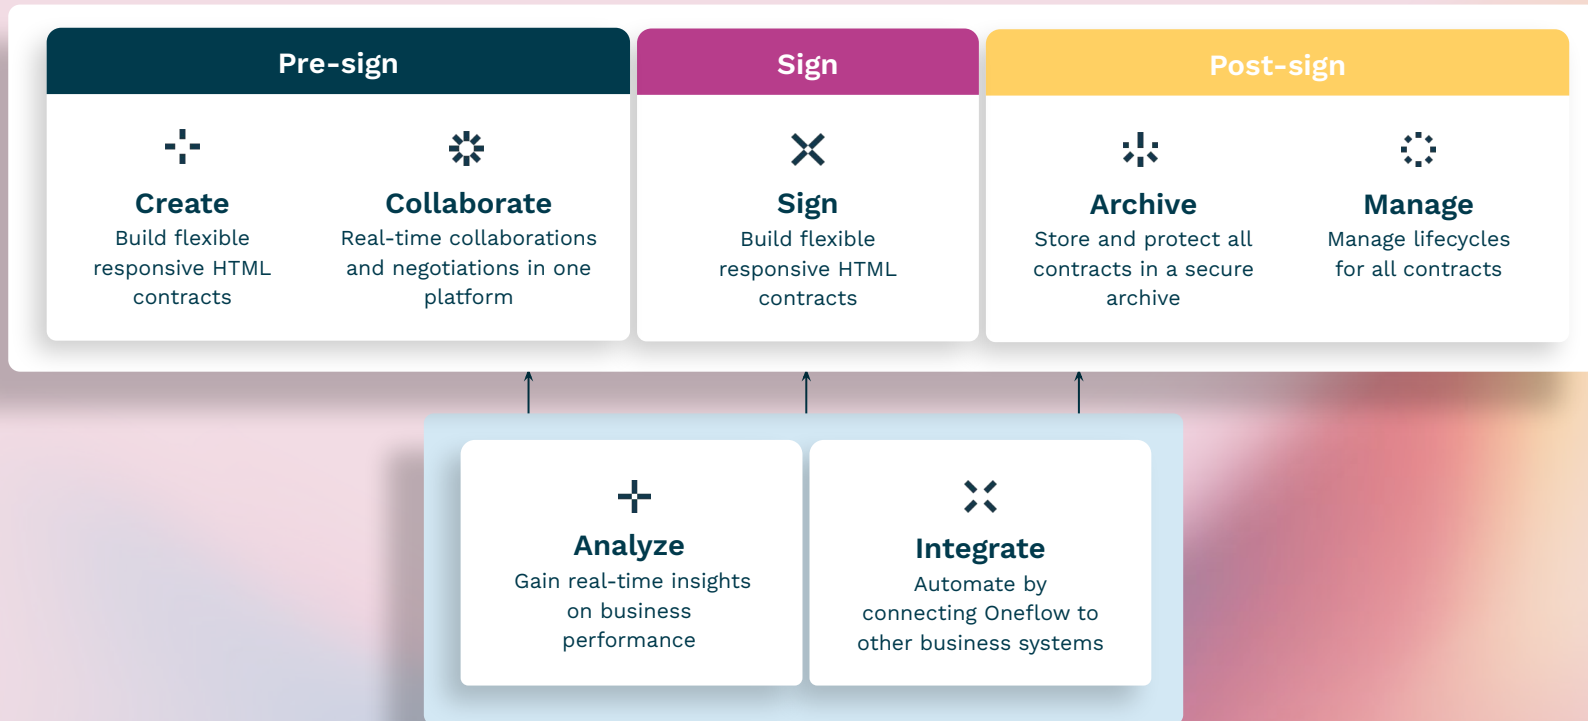 Pre-sign
Create
Build flexible
responsive HTML
contracts
Collaborate
Real-time collaborations
and negotiations in one
platform
Sign
Sign
Build flexible
responsive HTML
contracts
Post-sign
Archive
Store and protect all
contracts in a secure
archive
Manage
Manage lifecycles
for all contracts
Analyze
Gain real-time insights
on business
performance
Integrate
Automate by
connecting Oneflow to
other business systems